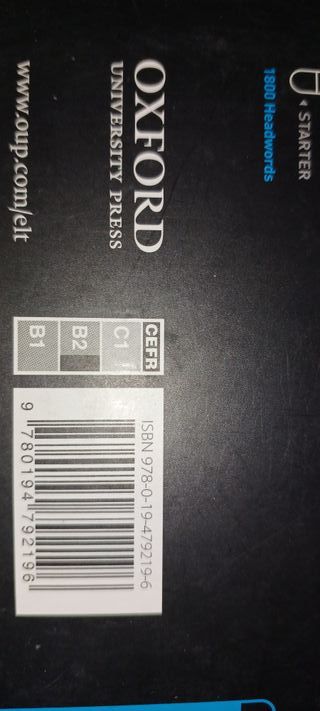 ◂ STARTER
1800 Headwords
OXFORD
UNIVERSITY PRESS
www.oup.com/elt
CEFR
C1
B2
B1
ISBN 978-0-19-479219-6
9 780194 792196